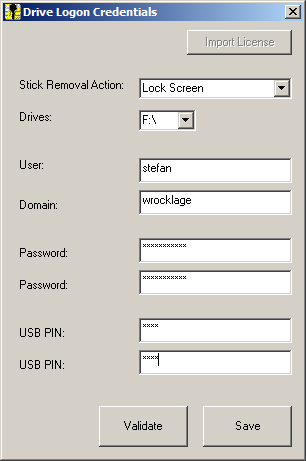 Drive Logon Credentials
Import License
Stick Removal Action: Lock Screen
Drives: F:\
User: stefan
Domain: wrocklage
Password: ***********
Password: ***********
USB PIN: ****
USB PIN: ****
Validate Save